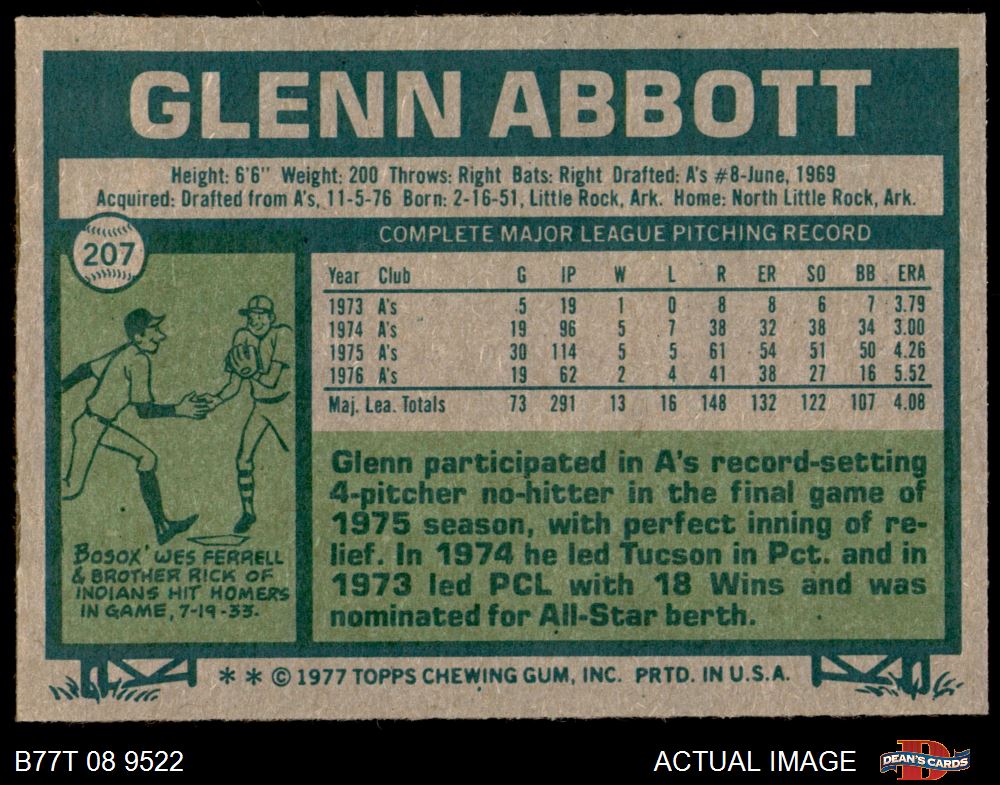 GLENN ABBOTT
Height: 6'6" Weight: 200 Throws: Right Bats: Right Drafted: A's #8-June, 1969
Acquired: Drafted from A's, 11-5-76 Born: 2-16-51, Little Rock, Ark. Home: North Little Rock, Ark.
207
COMPLETE MAJOR LEAGUE PITCHING RECORD
Year Club G IP W L R ER SO BB ERA
1973 A's 5 19 1 0 8 8 6 7 3.79
1974 A's 19 96 5 7 38 32 38 34 3.00
1975 A's 30 114 5 5 61 54 51 50 4.26
1976 A's 19 62 2 4 41 38 27 16 5.52
Maj. Lea. Totals 73 291 13 16 148 132 122 107 4.08
Glenn participated in A's record-setting
4-pitcher no-hitter in the final game of
1975 season, with perfect inning of re-
lief. In 1974 he led Tucson in Pct. and in
1973 led PCL with 18 Wins and was
nominated for All-Star berth.
BOSOX' WES FERRELL
& BROTHER RICK OF
INDIANS HIT HOMERS
IN GAME, 7-19-33.
* * © 1977 TOPPS CHEWING GUM, INC. PRTD. IN U.S.A.
B77T 08 9522
ACTUAL IMAGE
D
DEAN'S CARDS